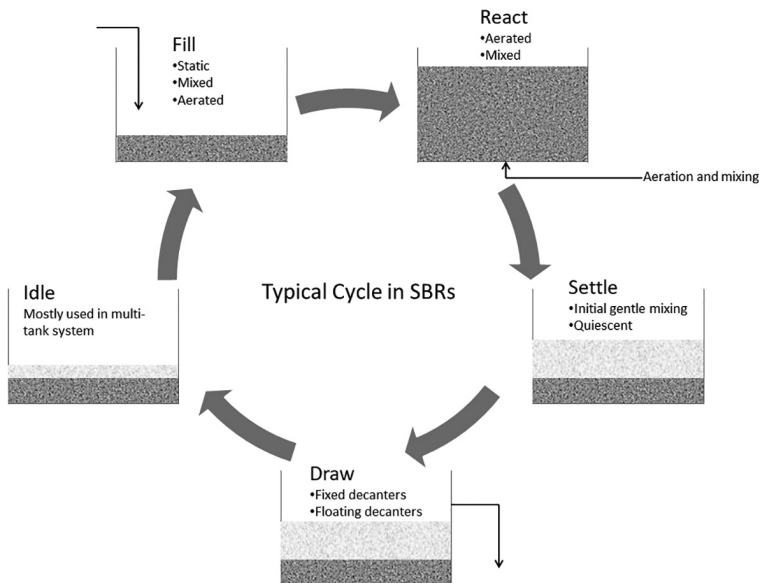 Fill
•Static
•Mixed
•Aerated
React
•Aerated
•Mixed
Aeration and mixing
Typical Cycle in SBRs
Settle
•Initial gentle mixing
•Quiescent
Draw
•Fixed decanters
•Floating decanters
Idle
Mostly used in multi-
tank system